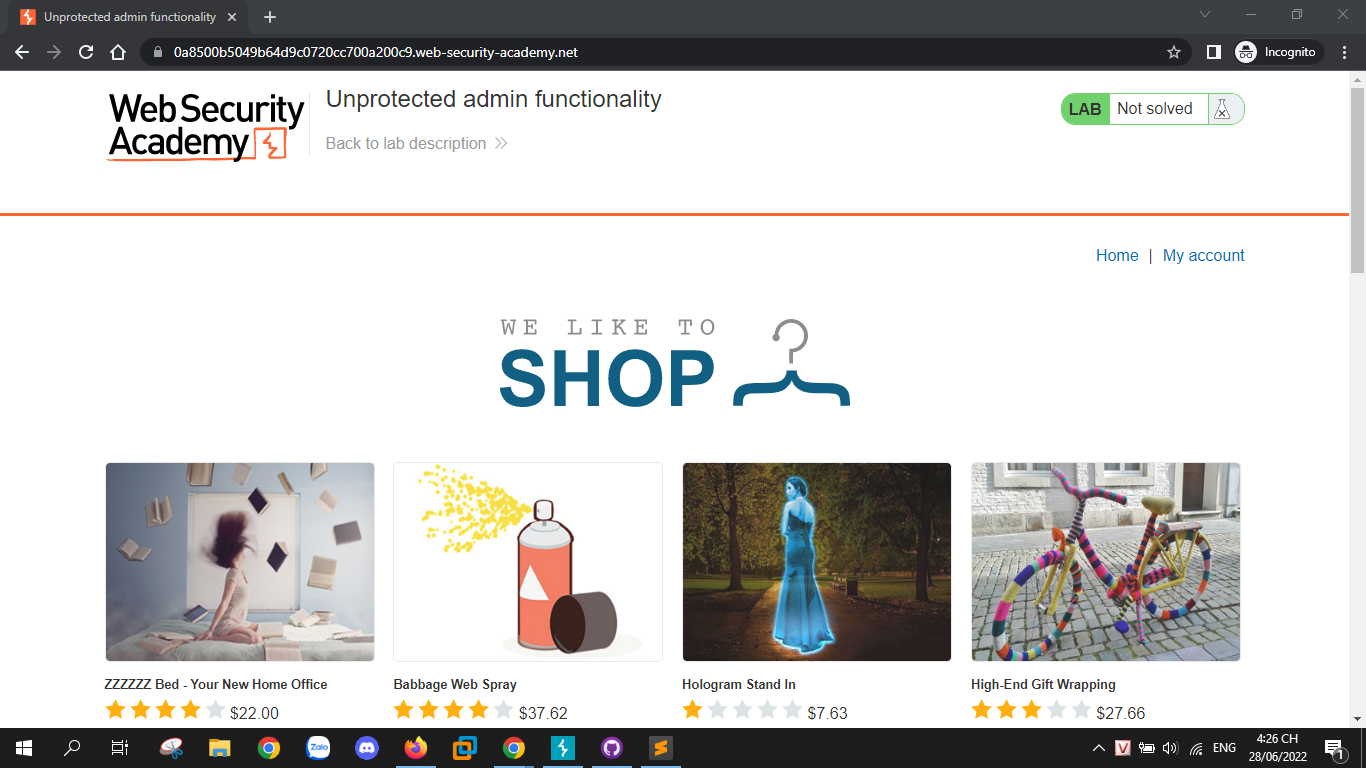 Unprotected admin functionality
0a8500b5049b64d9c0720cc700a200c9.web-security-academy.net
Incognito
Web Security
Academy
Unprotected admin functionality
Back to lab description
LAB Not solved
Home | My account
WE LIKE TO
SHOP
ZZZZZZ Bed - Your New Home Office
Babbage Web Spray
Hologram Stand In
High-End Gift Wrapping
$22.00
$37.62
$7.63
$27.66
Zalo
V
ENG
4:26 CH
28/06/2022
1